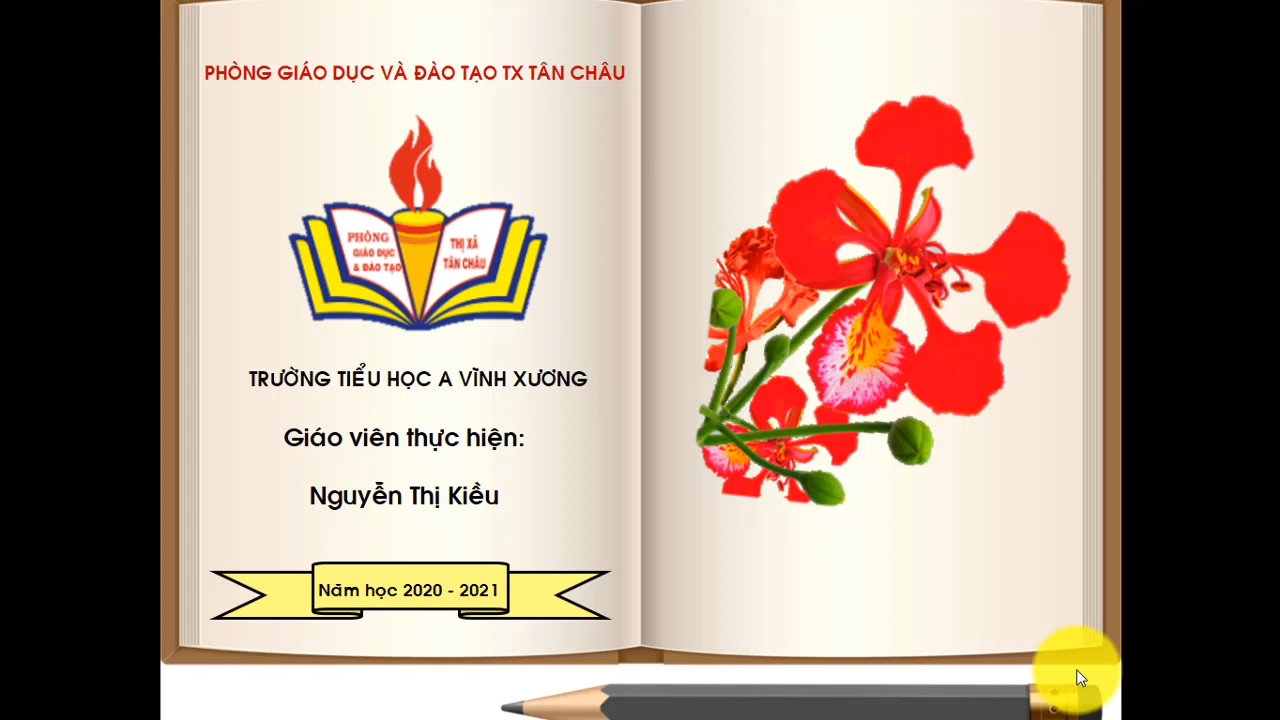 PHÒNG GIÁO DỤC VÀ ĐÀO TẠO TX TÂN CHÂU
PHÒNG
GIÁO DỤC
& ĐÀO TẠO
THỊ XÃ
TÂN CHÂU
TRƯỜNG TIỂU HỌC A VĨNH XƯƠNG
Giáo viên thực hiện:
Nguyễn Thị Kiều
Năm học 2020 - 2021